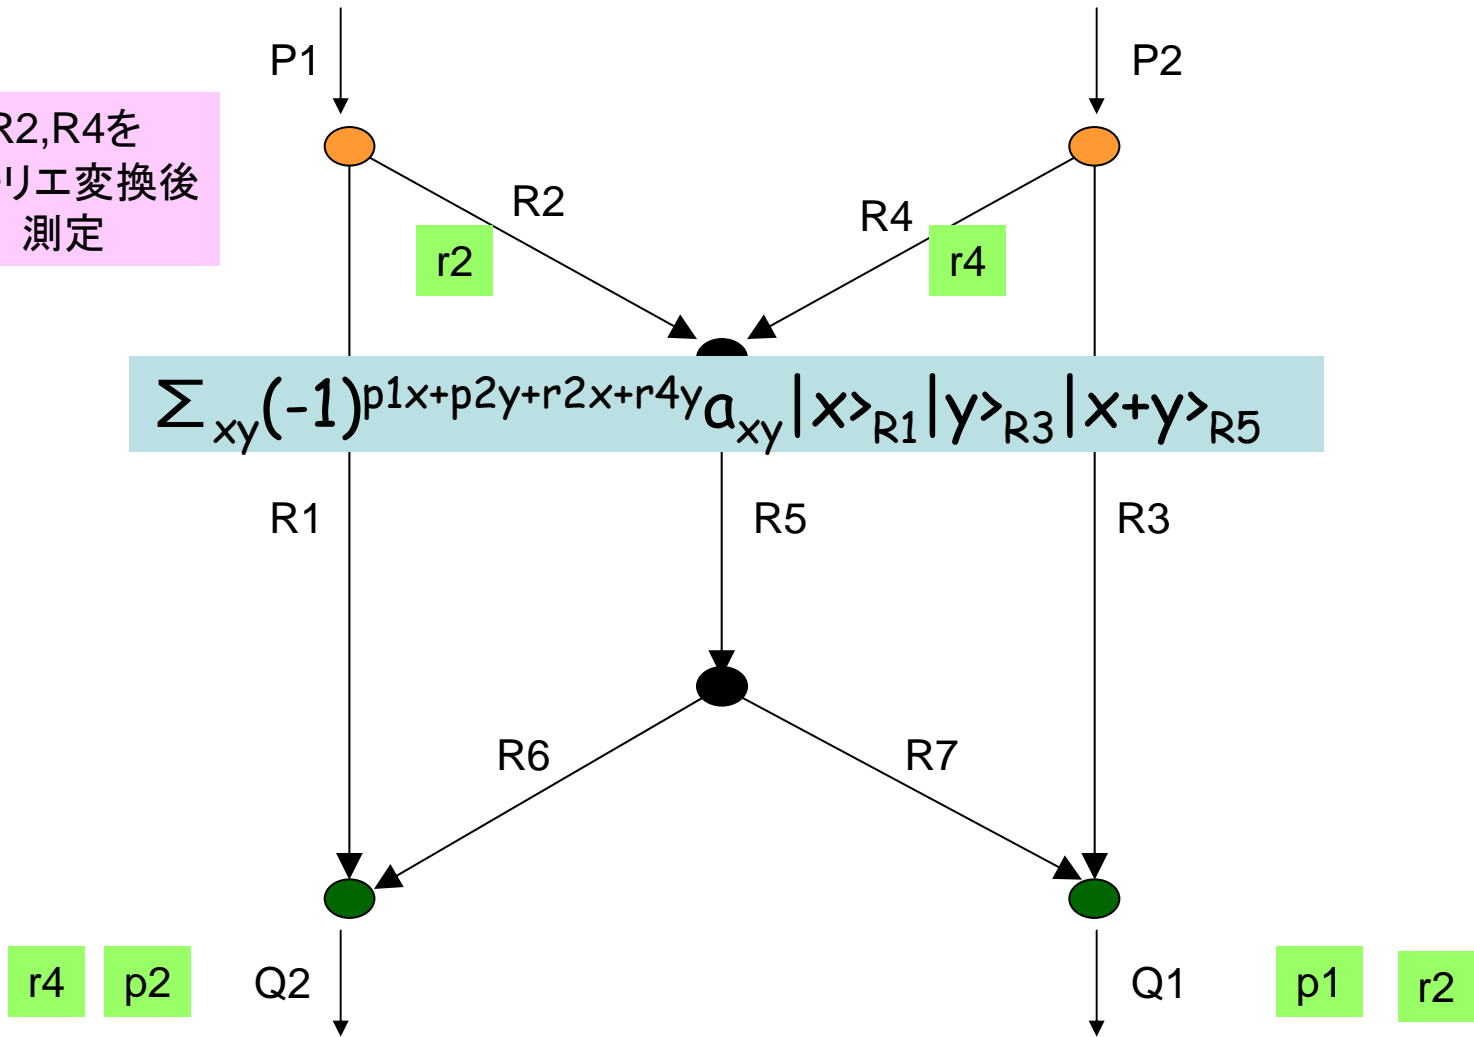 P1
P2
R2,R4を
リエ変換後
測定
R2
R4
r2
r4
∑xy(-1)p1x+p2y+r2x+r4yaxy|x>R1|y>R3|x+y>R5
R1
R5
R3
R6
R7
r4
p2
Q2
Q1
p1
r2